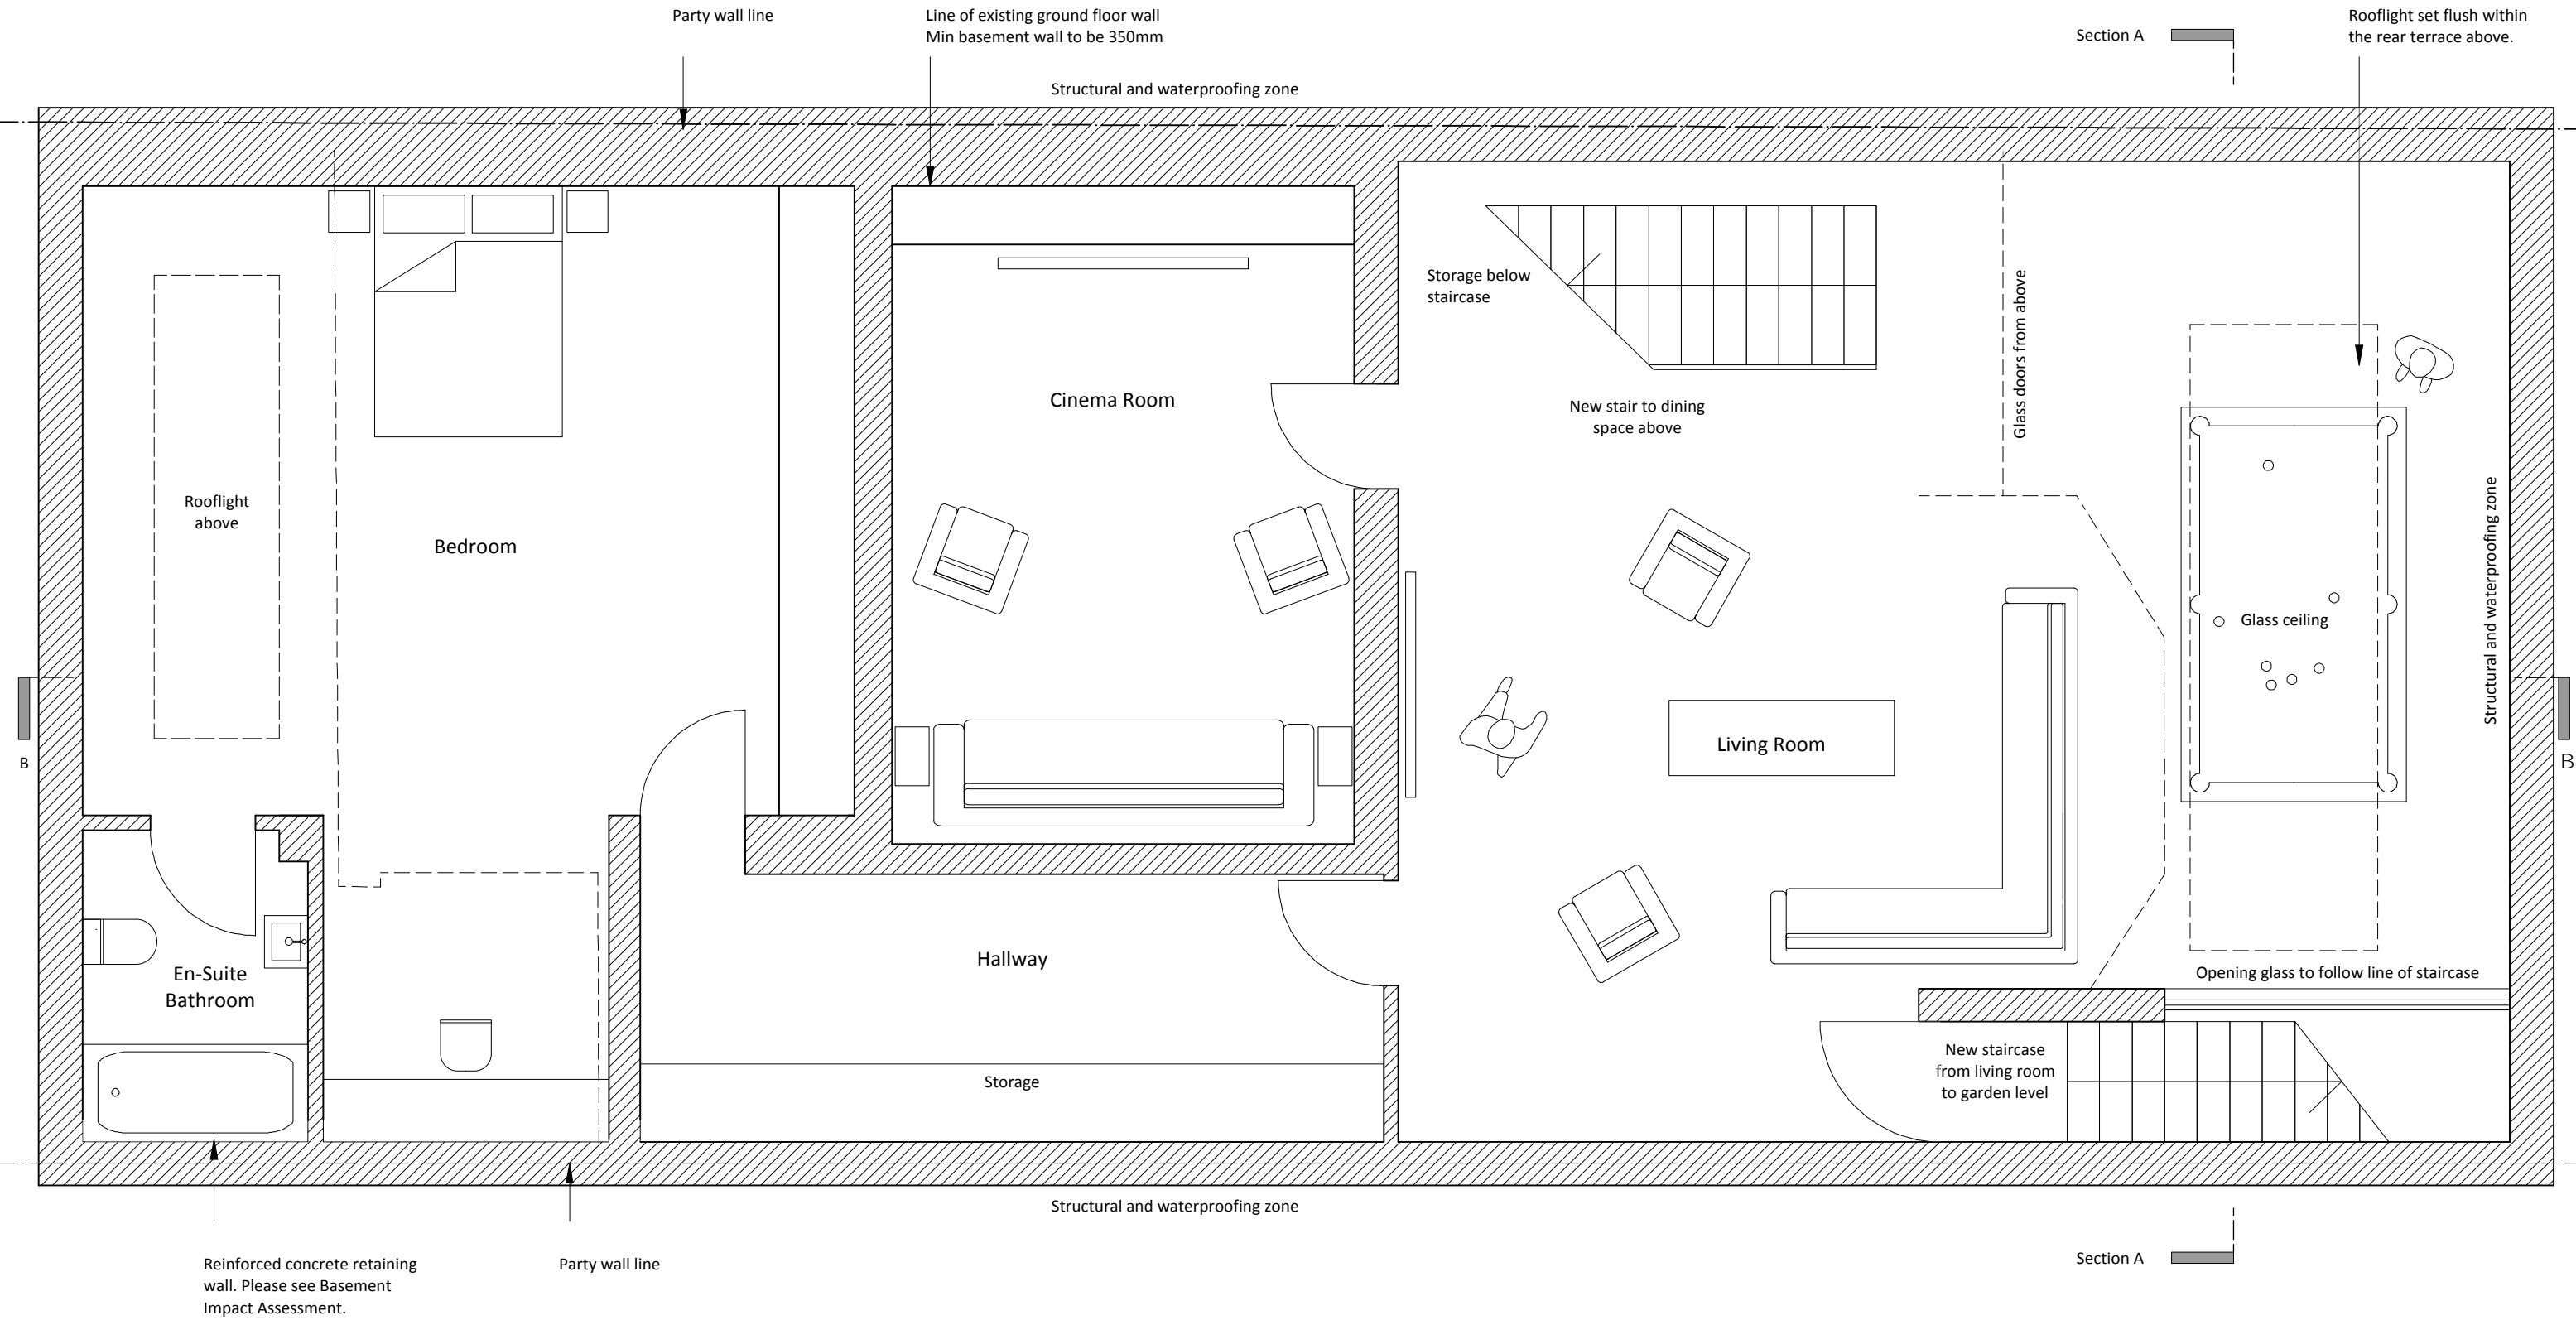 Party wall line
Line of existing ground floor wall
Min basement wall to be 350mm
Section A
Rooflight set flush within
the rear terrace above.
Structural and waterproofing zone
Storage below
staircase
Glass doors from above
Cinema Room
New stair to dining
space above
Rooflight
above
Bedroom
Structural and waterproofing zone
Glass ceiling
Living Room
B
B
Hallway
En-Suite
Bathroom
Opening glass to follow line of staircase
New staircase
from living room
to garden level
Storage
Structural and waterproofing zone
Reinforced concrete retaining
wall. Please see Basement
Impact Assessment.
Party wall line
Section A